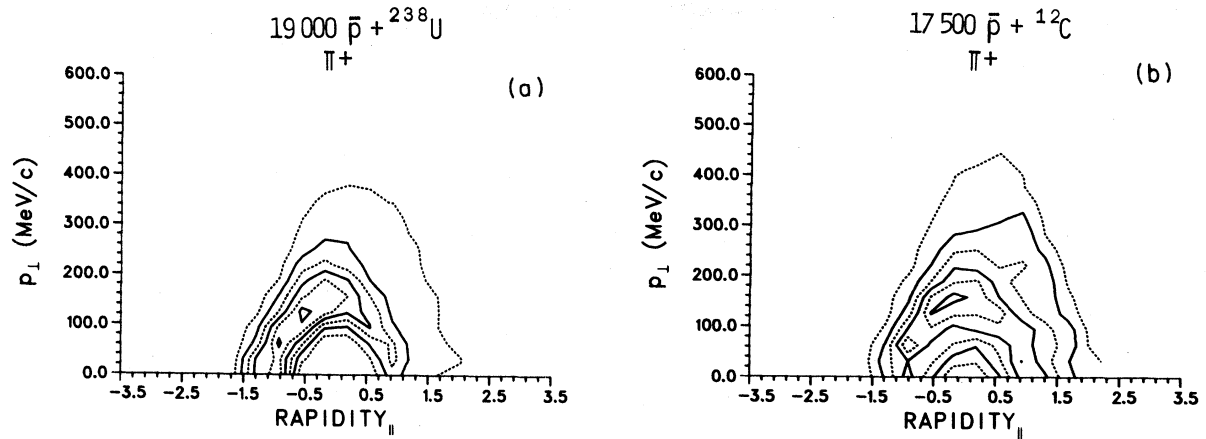 19 000 p̄ + ²³⁸U
π+
(a)
600.0
500.0
400.0
300.0
200.0
100.0
0.0
p⊥ (MeV/c)
-3.5 -2.5 -1.5 -0.5 0.5 1.5 2.5 3.5
RAPIDITY∥
17 500 p̄ + ¹²C
π+
(b)
600.0
500.0
400.0
300.0
200.0
100.0
0.0
p⊥ (MeV/c)
-3.5 -2.5 -1.5 -0.5 0.5 1.5 2.5 3.5
RAPIDITY∥